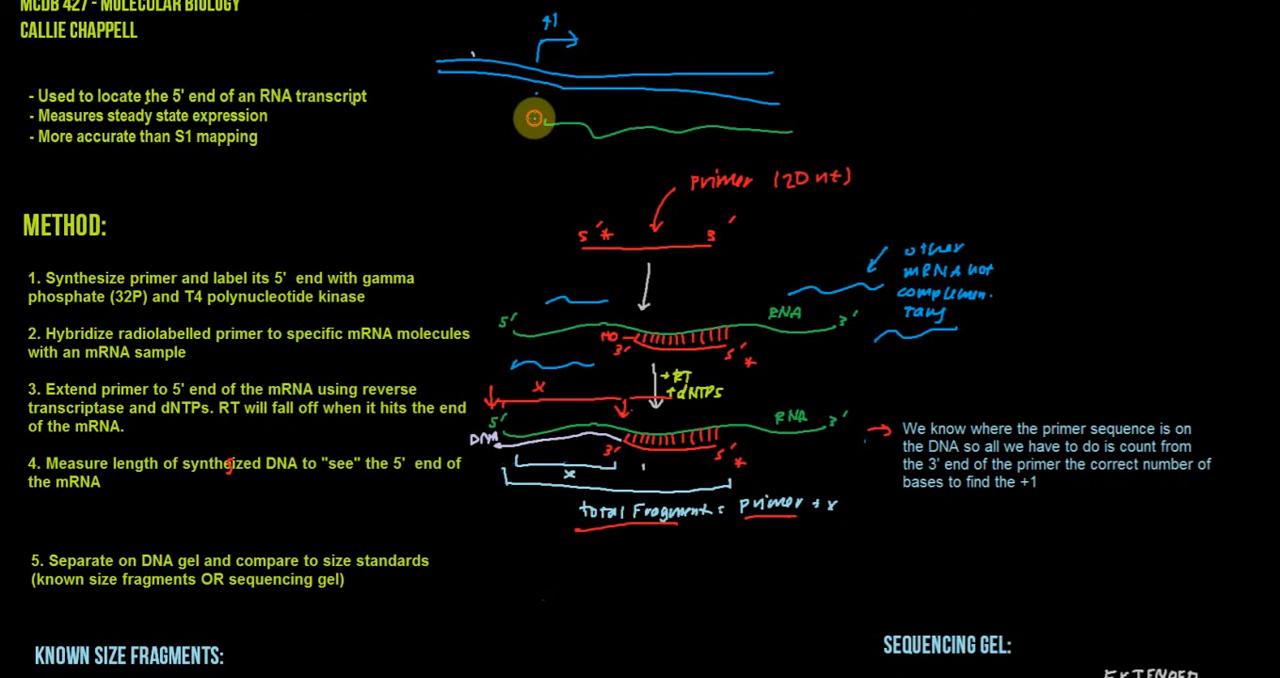 MCDB 427 - MOLECULAR BIOLOGY
CALLIE CHAPPELL
- Used to locate the 5' end of an RNA transcript
- Measures steady state expression
- More accurate than S1 mapping
+1
Primer (20 nt)
5'* 3'
METHOD:
1. Synthesize primer and label its 5' end with gamma
phosphate (32P) and T4 polynucleotide kinase
2. Hybridize radiolabelled primer to specific mRNA molecules
with an mRNA sample
3. Extend primer to 5' end of the mRNA using reverse
transcriptase and dNTPs. RT will fall off when it hits the end
of the mRNA.
4. Measure length of synthesized DNA to "see" the 5' end of
the mRNA
5. Separate on DNA gel and compare to size standards
(known size fragments OR sequencing gel)
other
mRNA not
complemen.
tary
5' RNA 3'
HO
3' 5'*
+ RT
+ dNTPS
x
5' RNA 3'
DNA
3' 5'*
x
total Fragment = primer + x
We know where the primer sequence is on
the DNA so all we have to do is count from
the 3' end of the primer the correct number of
bases to find the +1
KNOWN SIZE FRAGMENTS:
SEQUENCING GEL:
EXTENDED